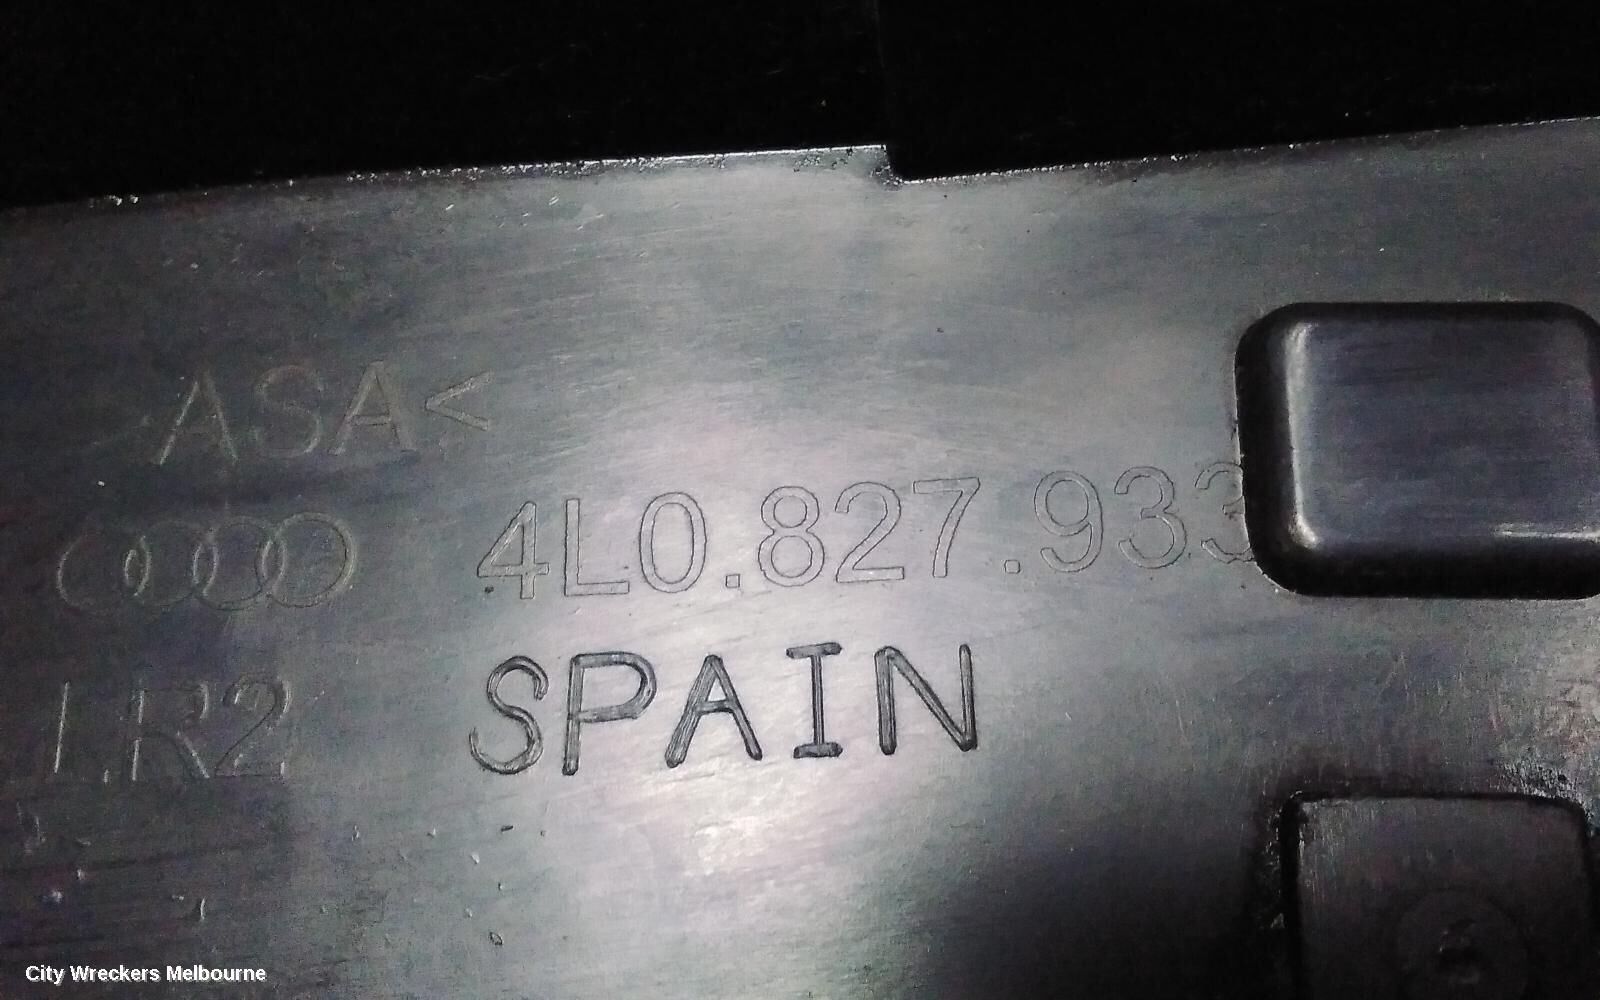 ASA<
4L0.827.933
SPAIN
LR2
City Wreckers Melbourne